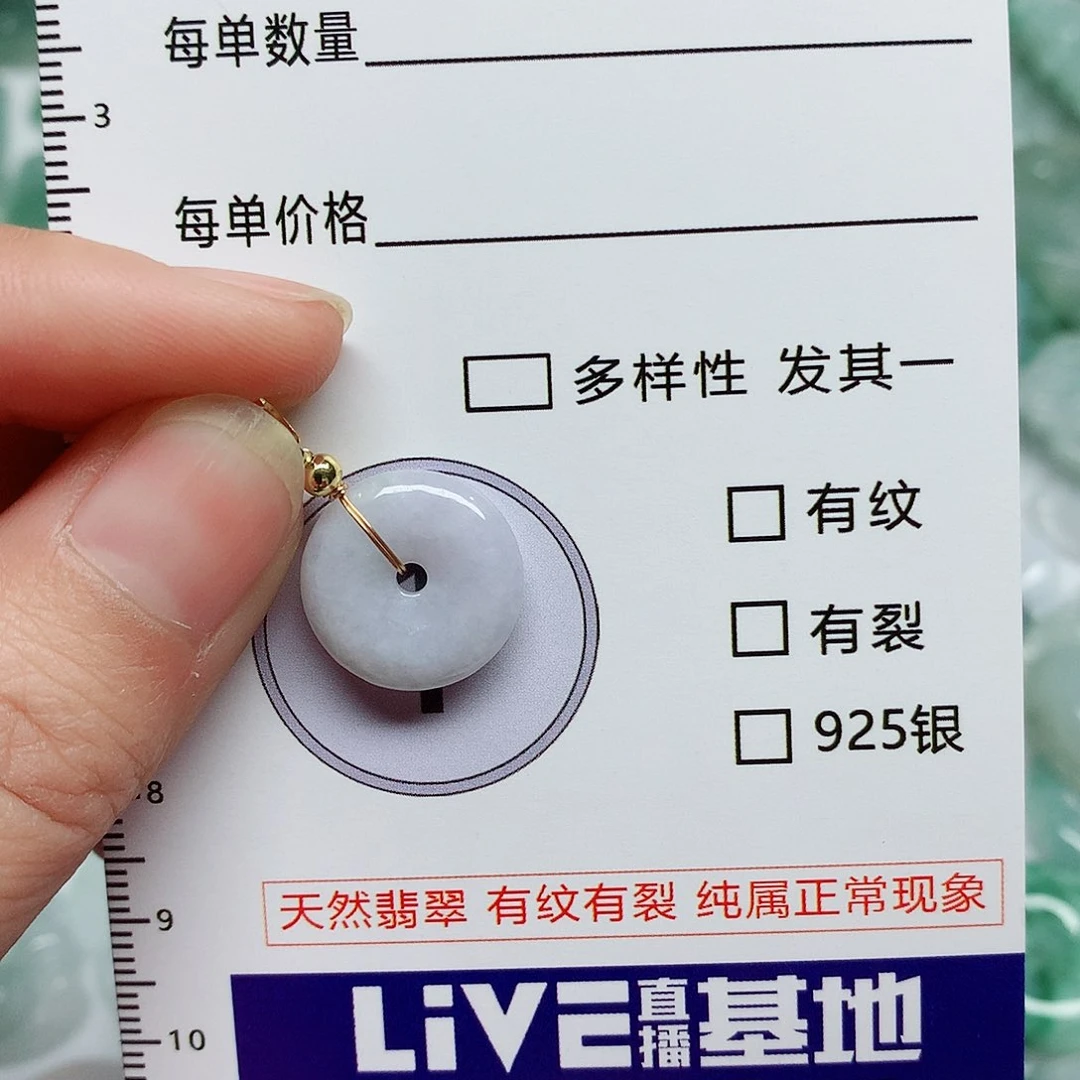 每单数量
3
每单价格
多样性 发其一
有纹
有裂
925银
8
天然翡翠 有纹有裂 纯属正常现象
9
LiVE直播基地
10